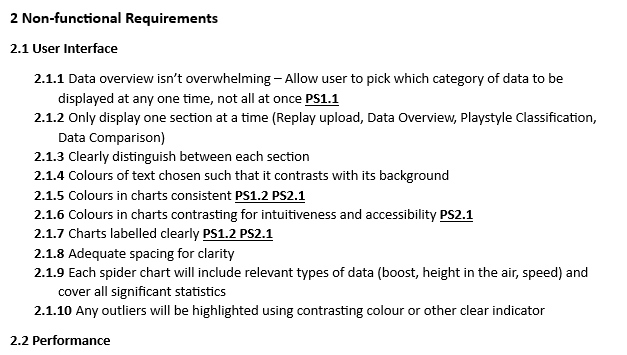 2 Non-functional Requirements
2.1 User Interface
2.1.1 Data overview isn't overwhelming – Allow user to pick which category of data to be
displayed at any one time, not all at once PS1.1
2.1.2 Only display one section at a time (Replay upload, Data Overview, Playstyle Classification,
Data Comparison)
2.1.3 Clearly distinguish between each section
2.1.4 Colours of text chosen such that it contrasts with its background
2.1.5 Colours in charts consistent PS1.2 PS2.1
2.1.6 Colours in charts contrasting for intuitiveness and accessibility PS2.1
2.1.7 Charts labelled clearly PS1.2 PS2.1
2.1.8 Adequate spacing for clarity
2.1.9 Each spider chart will include relevant types of data (boost, height in the air, speed) and
cover all significant statistics
2.1.10 Any outliers will be highlighted using contrasting colour or other clear indicator
2.2 Performance